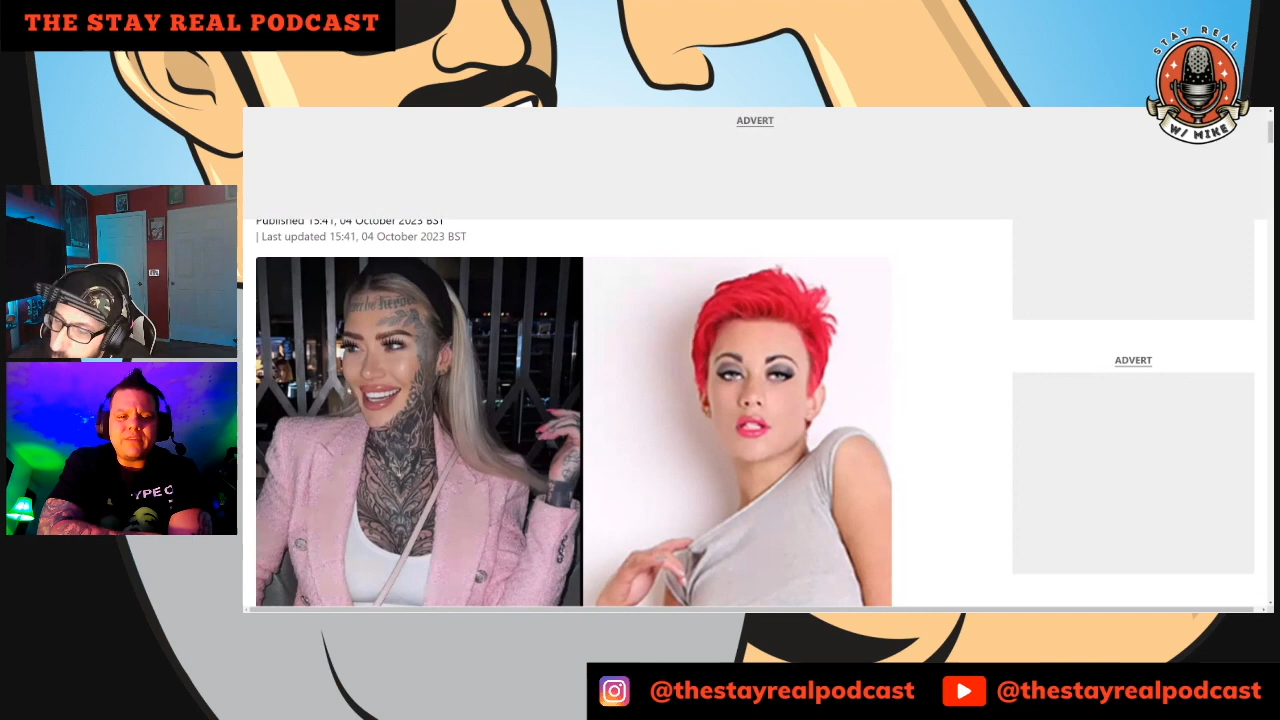 THE STAY REAL PODCAST
STAY REAL
W/ MIKE
ADVERT
Published 15:41, 04 October 2023 BST
| Last updated 15:41, 04 October 2023 BST
ADVERT
@thestayrealpodcast
@thestayrealpodcast